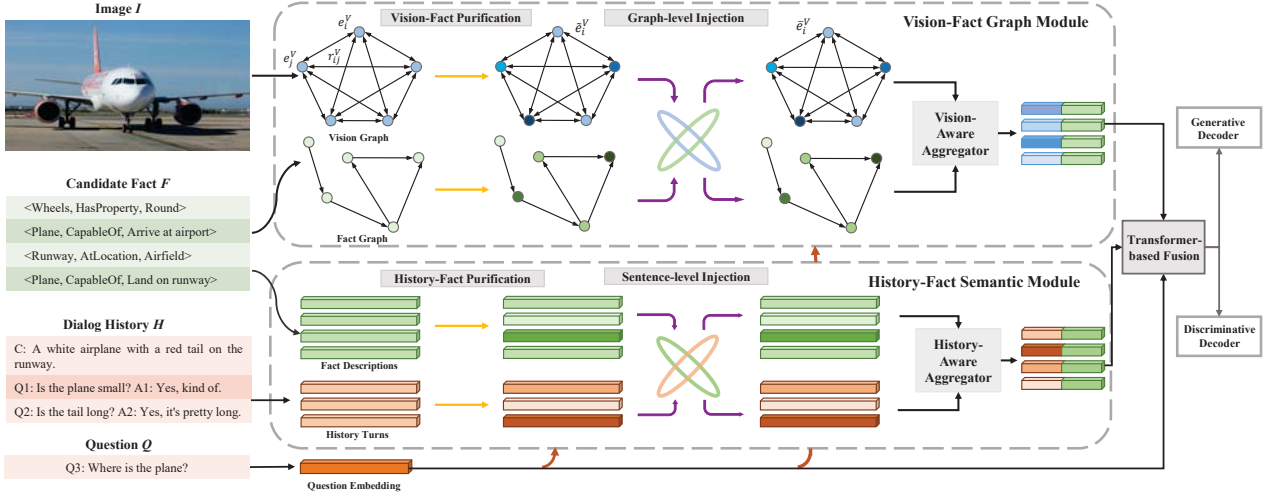 Image I
Candidate Fact F
<Wheels, HasProperty, Round>
<Plane, CapableOf, Arrive at airport>
<Runway, AtLocation, Airfield>
<Plane, CapableOf, Land on runway>
Dialog History H
C: A white airplane with a red tail on the
runway.
Q1: Is the plane small? A1: Yes, kind of.
Q2: Is the tail long? A2: Yes, it's pretty long.
Question Q
Q3: Where is the plane?
Vision-Fact Purification
Graph-level Injection
Vision-Fact Graph Module
e_i^V
e_j^V
r_ij^V
ẽ_i^V
ē_i^V
Vision Graph
Fact Graph
Vision-
Aware
Aggregator
History-Fact Purification
Sentence-level Injection
History-Fact Semantic Module
Fact Descriptions
History Turns
History-
Aware
Aggregator
Question Embedding
Transformer-
based Fusion
Generative
Decoder
Discriminative
Decoder